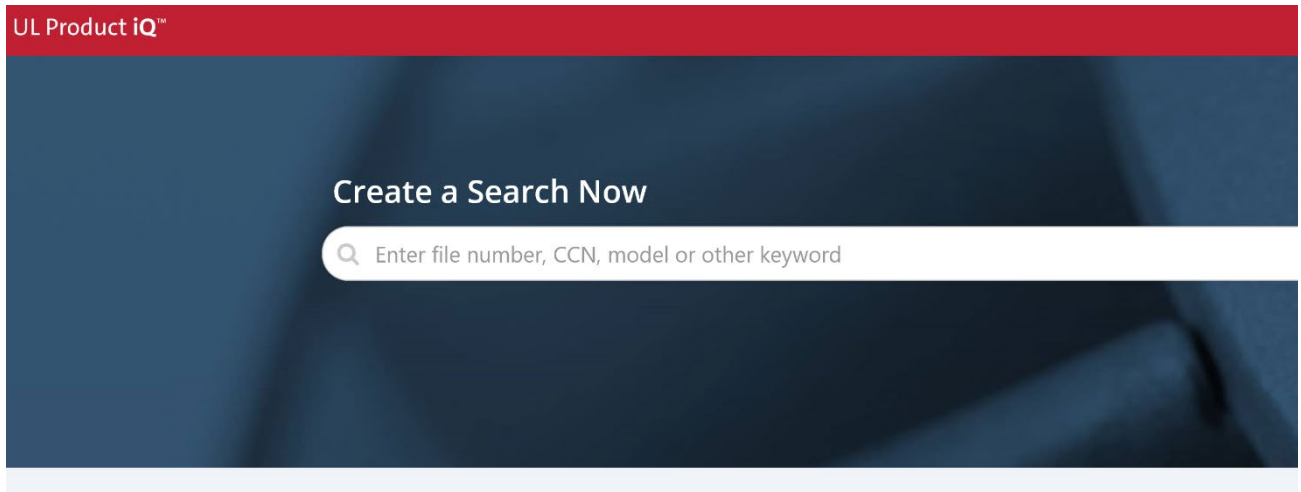 UL Product iQ™
Create a Search Now
Enter file number, CCN, model or other keyword